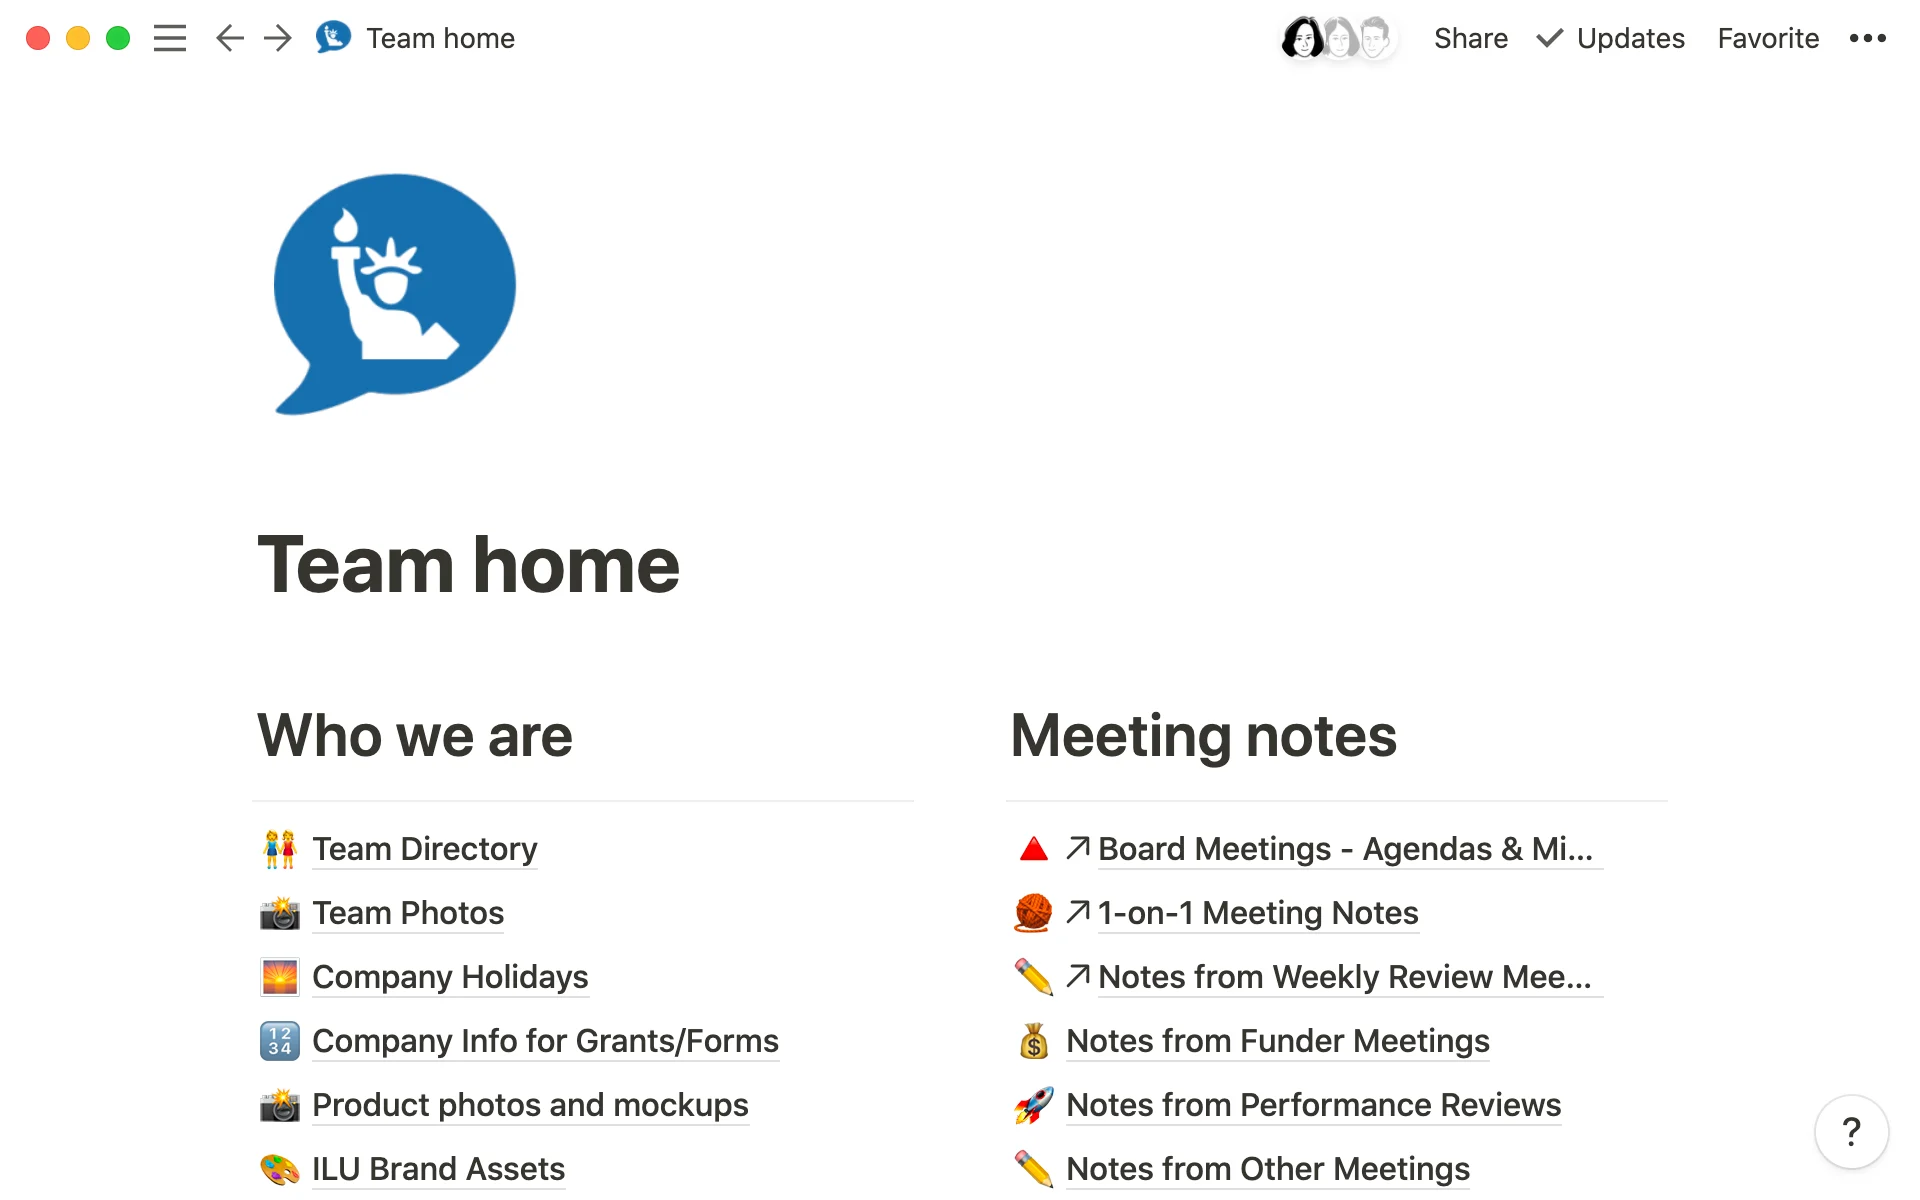 Team home
Share
Updates
Favorite
Team home
Who we are
Team Directory
Team Photos
Company Holidays
Company Info for Grants/Forms
Product photos and mockups
ILU Brand Assets
Meeting notes
Board Meetings - Agendas & Mi...
1-on-1 Meeting Notes
Notes from Weekly Review Mee...
Notes from Funder Meetings
Notes from Performance Reviews
Notes from Other Meetings
?